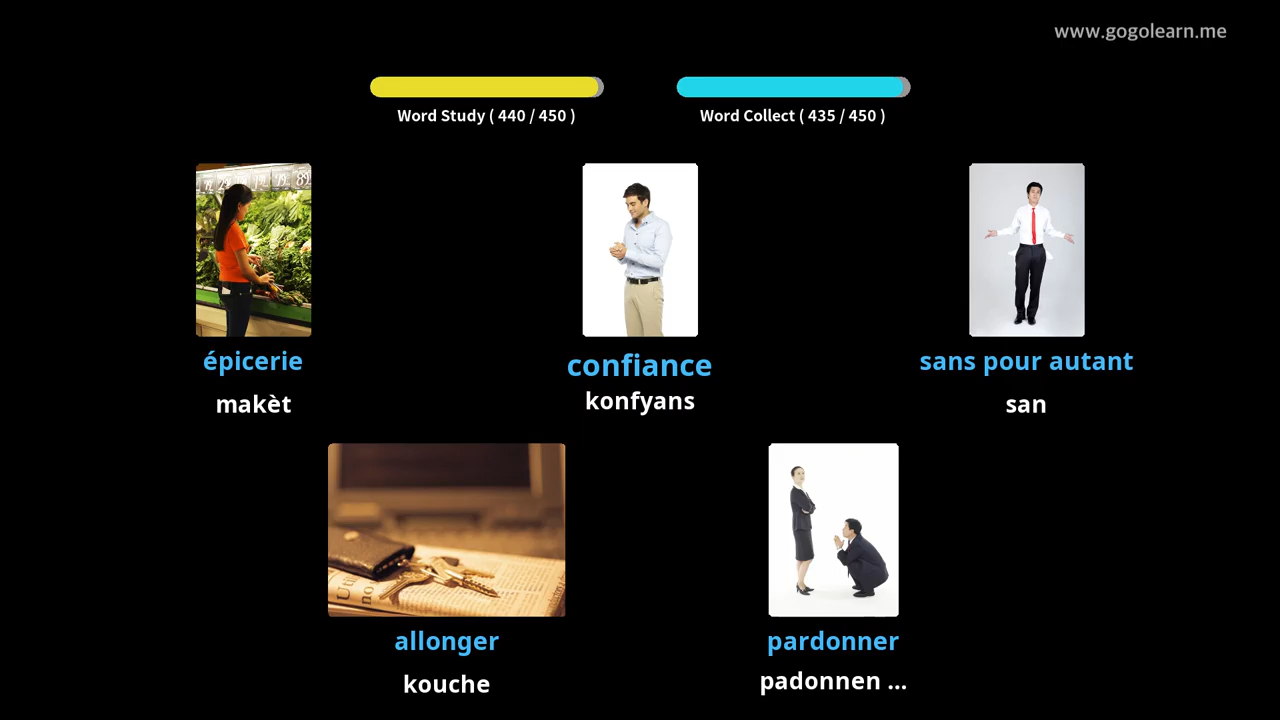 www.gogolearn.me
Word Study ( 440 / 450 )
Word Collect ( 435 / 450 )
épicerie
makèt
confiance
konfyans
sans pour autant
san
allonger
kouche
pardonner
padonnen ...